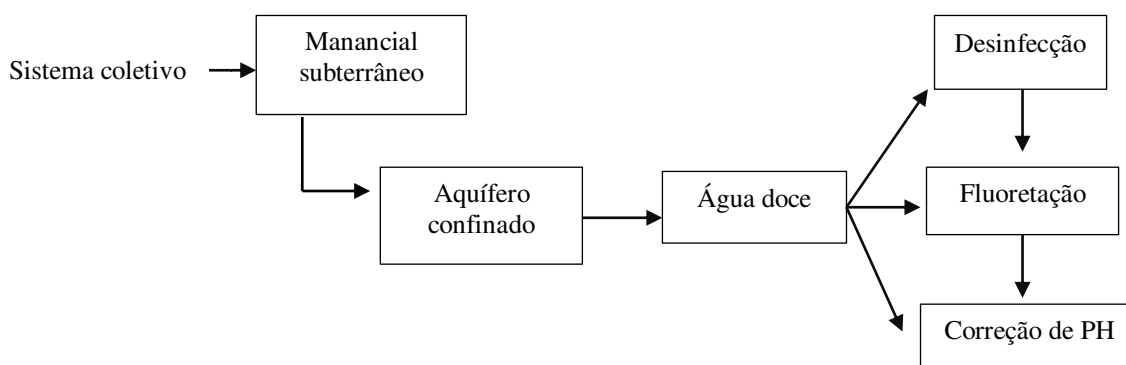 Sistema coletivo
Manancial
subterrâneo
Aquífero
confinado
Água doce
Desinfecção
Fluoretação
Correção de PH